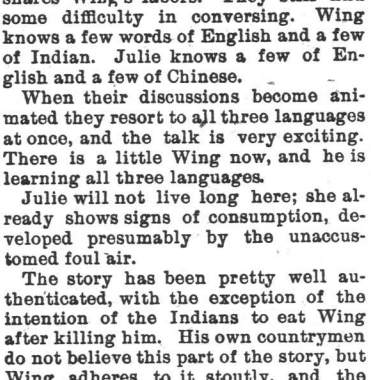 shares Wing's labors. They still find
some difficulty in conversing. Wing
knows a few words of English and a few
of Indian. Julie knows a few of En-
glish and a few of Chinese.
When their discussions become ani-
mated they resort to all three languages
at once, and the talk is very exciting.
There is a little Wing now, and he is
learning all three languages.
Julie will not live long here; she al-
ready shows signs of consumption, de-
veloped presumably by the unaccus-
tomed foul air.
The story has been pretty well au-
thenticated, with the exception of the
intention of the Indians to eat Wing
after killing him. His own countrymen
do not believe this part of the story, but
Wing adheres to it stoutly, and the